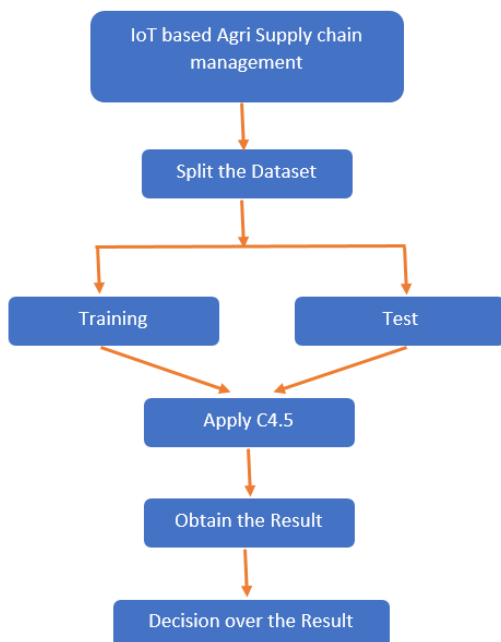 IoT based Agri Supply chain
management
Split the Dataset
Training
Test
Apply C4.5
Obtain the Result
Decision over the Result